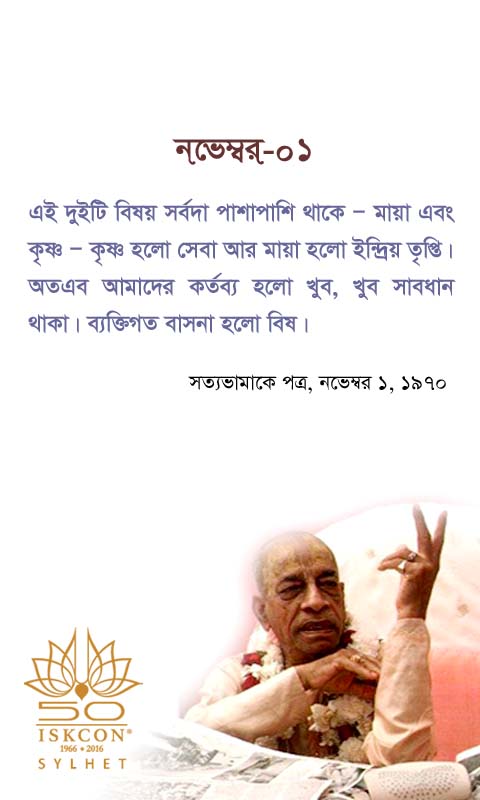 নভেম্বর-০১
এই দুইটি বিষয় সর্বদা পাশাপাশি থাকে – মায়া এবং
কৃষ্ণ – কৃষ্ণ হলো সেবা আর মায়া হলো ইন্দ্রিয় তৃপ্তি।
অতএব আমাদের কর্তব্য হলো খুব, খুব সাবধান
থাকা। ব্যক্তিগত বাসনা হলো বিষ।
সত্যভামাকে পত্র, নভেম্বর ১, ১৯৭০
50
ISKCON®
1966 • 2016
SYLHET